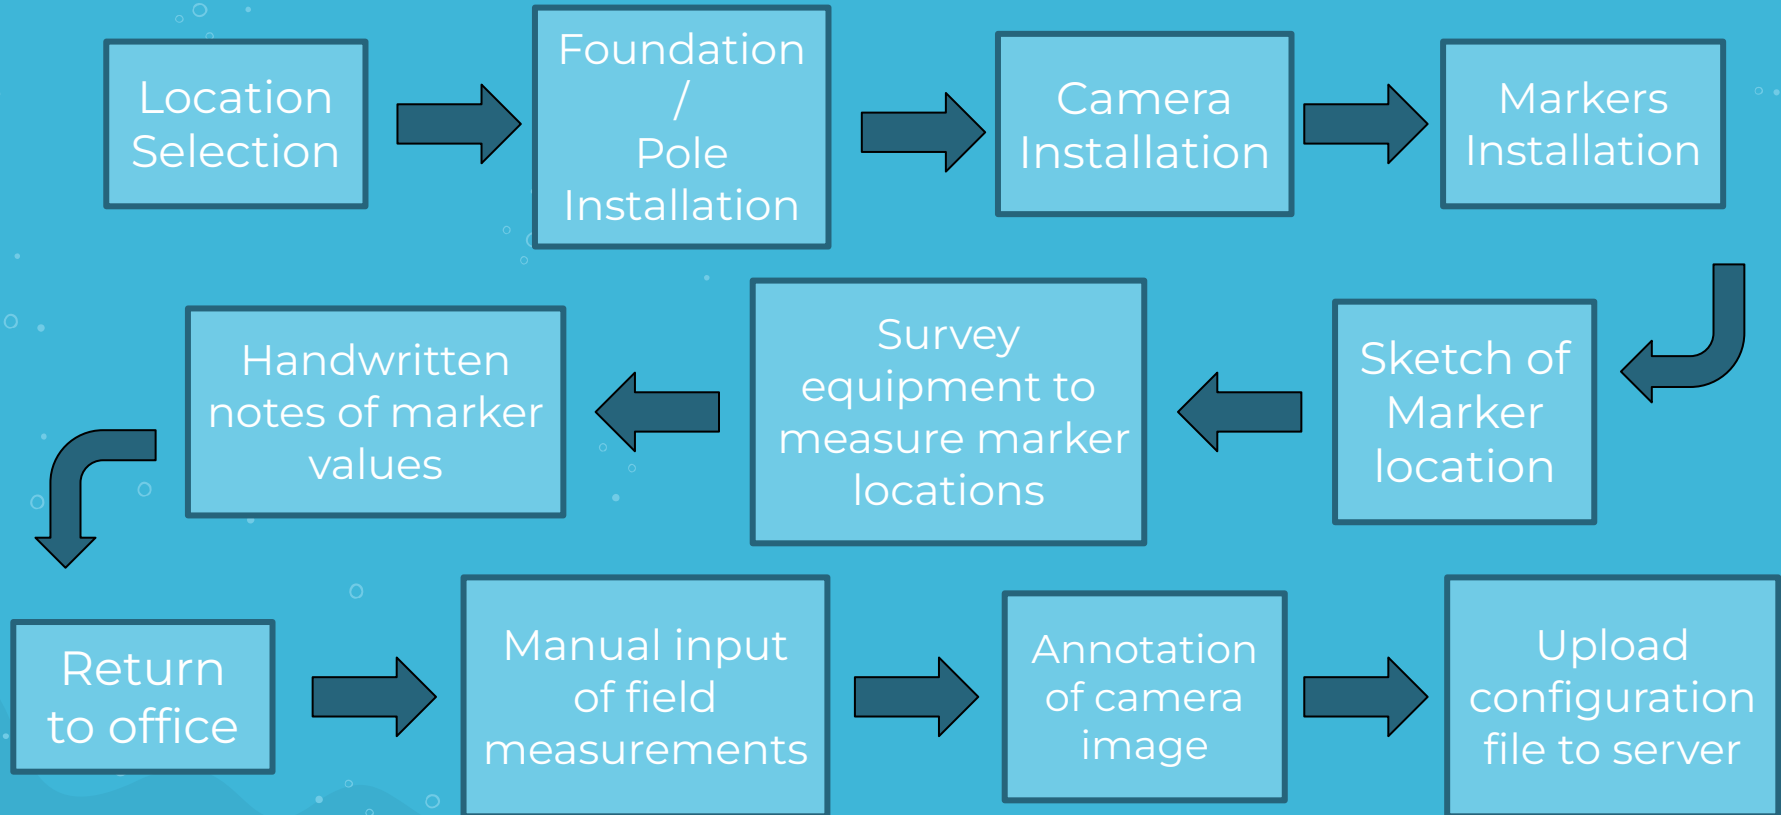 Location
Selection
Foundation
/
Pole
Installation
Camera
Installation
Markers
Installation
Sketch of
Marker
location
Survey
equipment to
measure marker
locations
Handwritten
notes of marker
values
Return
to office
Manual input
of field
measurements
Annotation
of camera
image
Upload
configuration
file to server